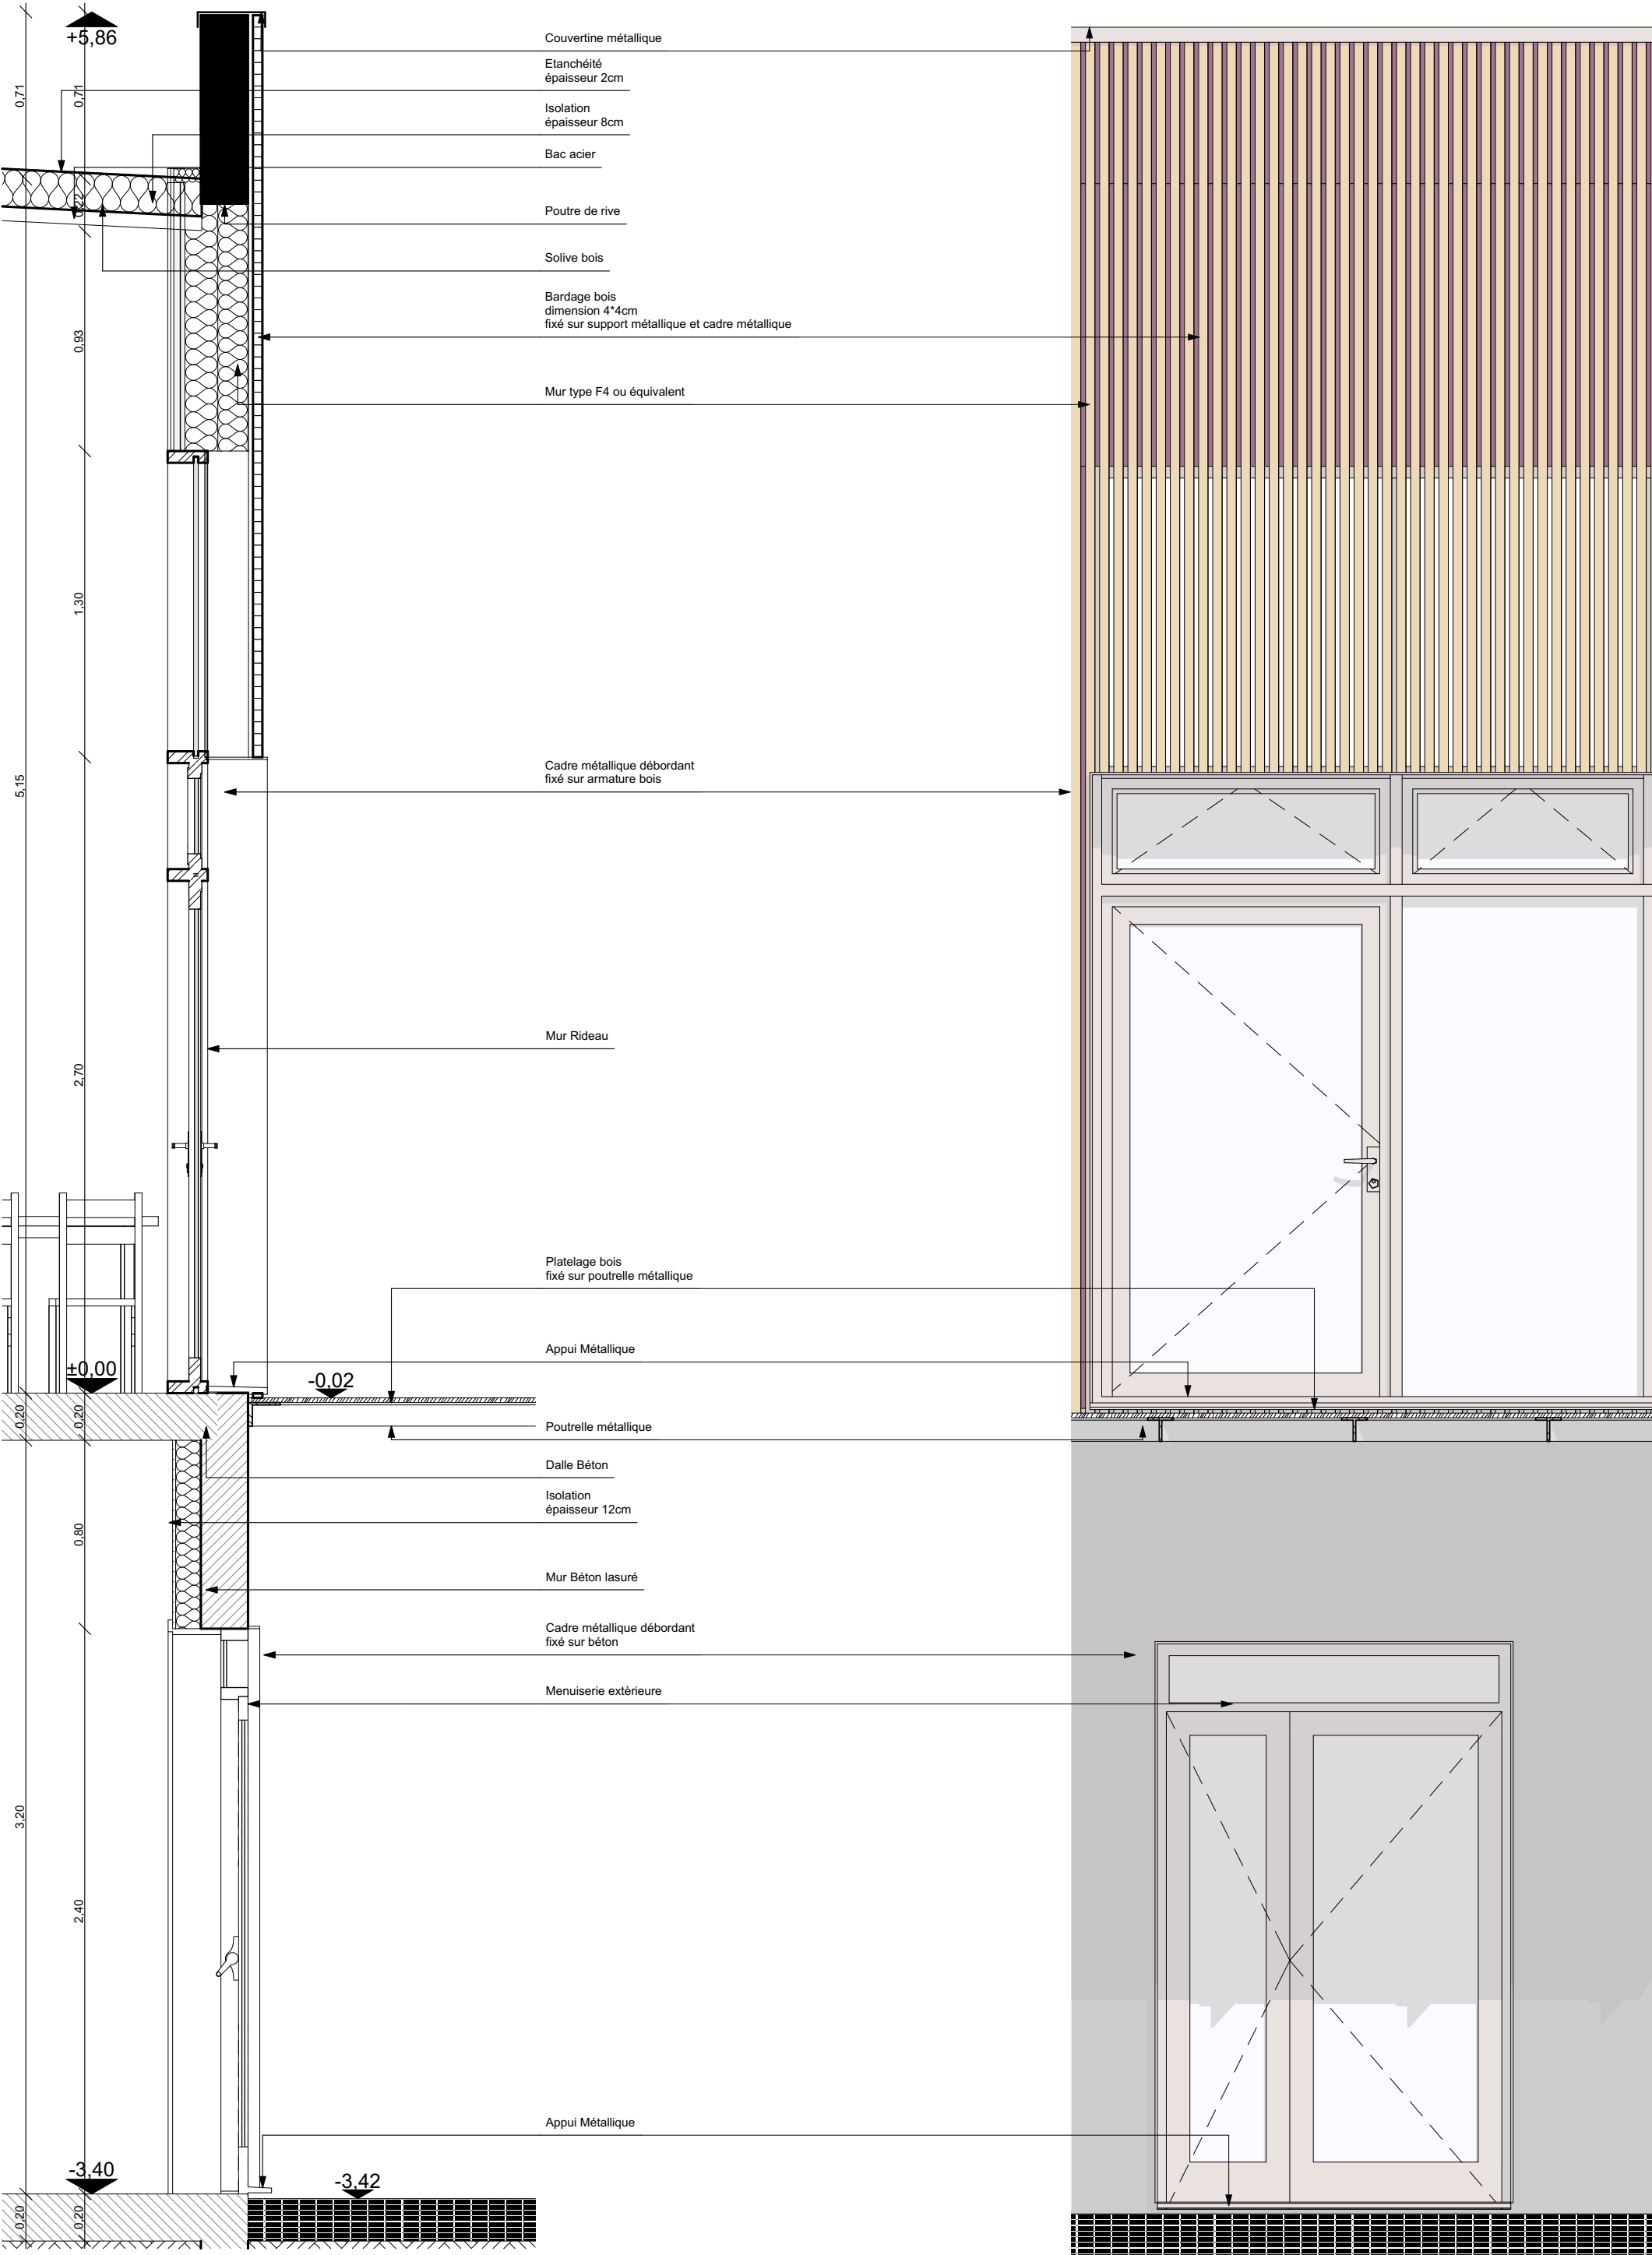 +5,86
Couvertine métallique
Etanchéité
épaisseur 2cm
0,71
0,71
Isolation
épaisseur 8cm
Bac acier
0,22
Poutre de rive
Solive bois
Bardage bois
dimension 4*4cm
fixé sur support métallique et cadre métallique
0,93
Mur type F4 ou équivalent
1,30
Cadre métallique débordant
fixé sur armature bois
5,15
Mur Rideau
2,70
Platelage bois
fixé sur poutrelle métallique
Appui Métallique
±0,00
-0,02
0,20
0,20
Poutrelle métallique
Dalle Béton
Isolation
épaisseur 12cm
0,80
Mur Béton lasuré
Cadre métallique débordant
fixé sur béton
Menuiserie extèrieure
3,20
2,40
Appui Métallique
-3,40
-3,42
0,20
0,20